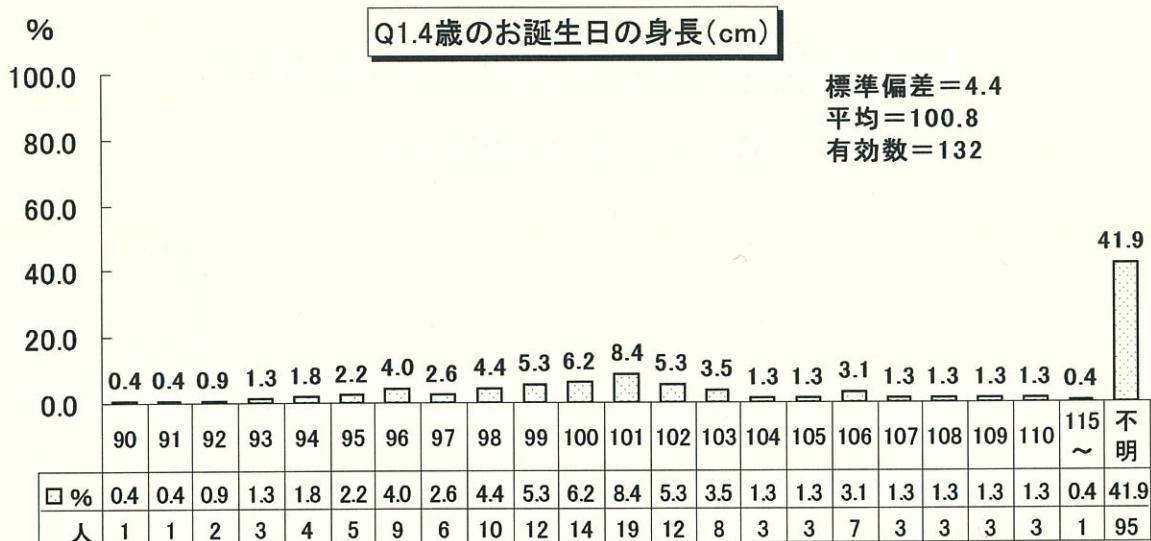 Q1.4歳のお誕生日の身長(cm)
%
標準偏差=4.4
平均=100.8
有効数=132
100.0
80.0
60.0
40.0
20.0
0.0
0.4 0.4 0.9 1.3 1.8 2.2 4.0 2.6 4.4 5.3 6.2 8.4 5.3 3.5 1.3 1.3 3.1 1.3 1.3 1.3 1.3 0.4 41.9
90 91 92 93 94 95 96 97 98 99 100 101 102 103 104 105 106 107 108 109 110 115～ 不明
% 0.4 0.4 0.9 1.3 1.8 2.2 4.0 2.6 4.4 5.3 6.2 8.4 5.3 3.5 1.3 1.3 3.1 1.3 1.3 1.3 1.3 0.4 41.9
人 1 1 2 3 4 5 9 6 10 12 14 19 12 8 3 3 7 3 3 3 3 1 95